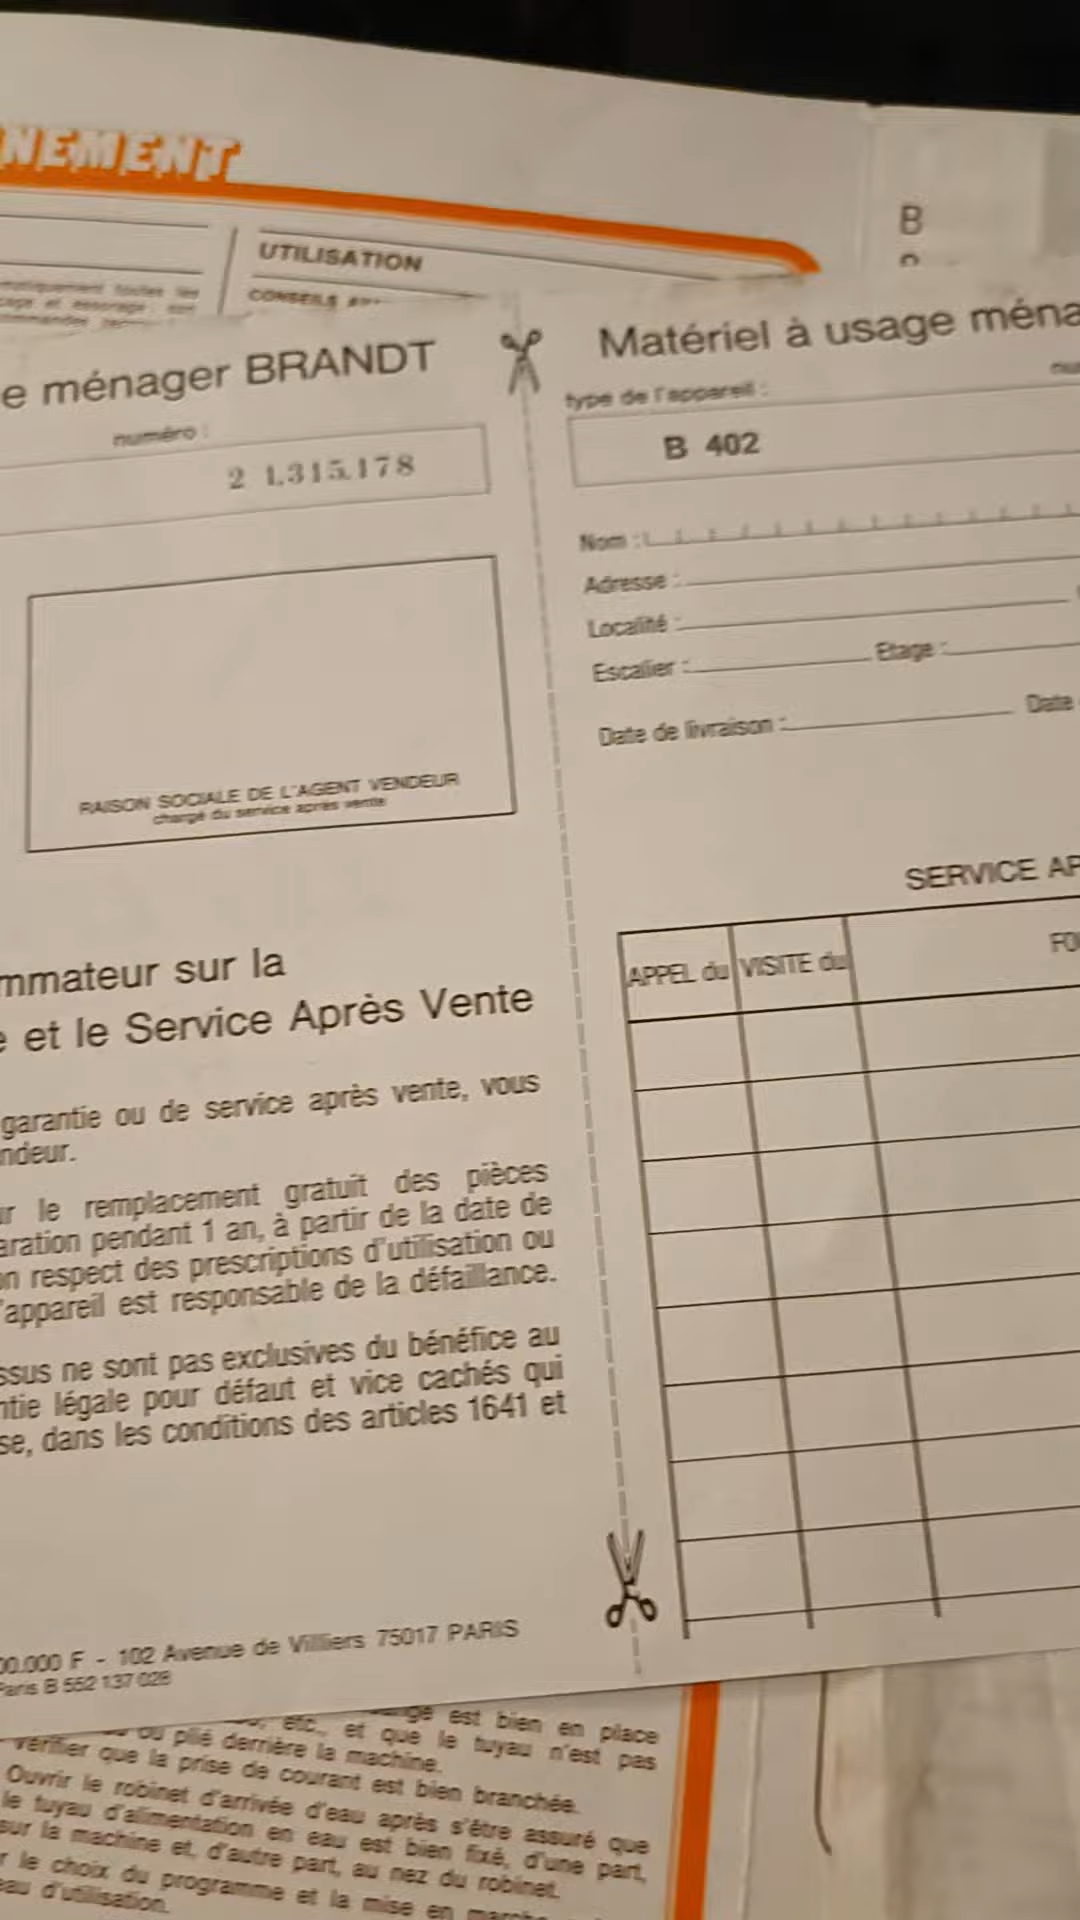 NEMENT
B
UTILISATION
CONSEILS
e ménager BRANDT
numéro :
2 1.315.178
RAISON SOCIALE DE L'AGENT VENDEUR
chargé du service après vente
mmateur sur la
e et le Service Après Vente
garantie ou de service après vente, vous
ndeur.
ur le remplacement gratuit des pièces
aration pendant 1 an, à partir de la date de
on respect des prescriptions d'utilisation ou
'appareil est responsable de la défaillance.
ssus ne sont pas exclusives du bénéfice au
ntie légale pour défaut et vice cachés qui
se, dans les conditions des articles 1641 et
00.000 F - 102 Avenue de Villiers 75017 PARIS
Paris B 552 137 028
Matériel à usage ména
type de l'appareil :
B 402
Nom :
Adresse :
Localité :
Escalier : Etage :
Date de livraison : Date
SERVICE AP
APPEL du VISITE du FO
est bien en place
etc., et que le tuyau n'est pas
ou plié derrière la machine.
Vérifier que la prise de courant est bien branchée.
Ouvrir le robinet d'arrivée d'eau après s'être assuré que
le tuyau d'alimentation en eau est bien fixé, d'une part,
sur la machine et, d'autre part, au nez du robinet.
r le choix du programme et la mise en
eau d'utilisation.